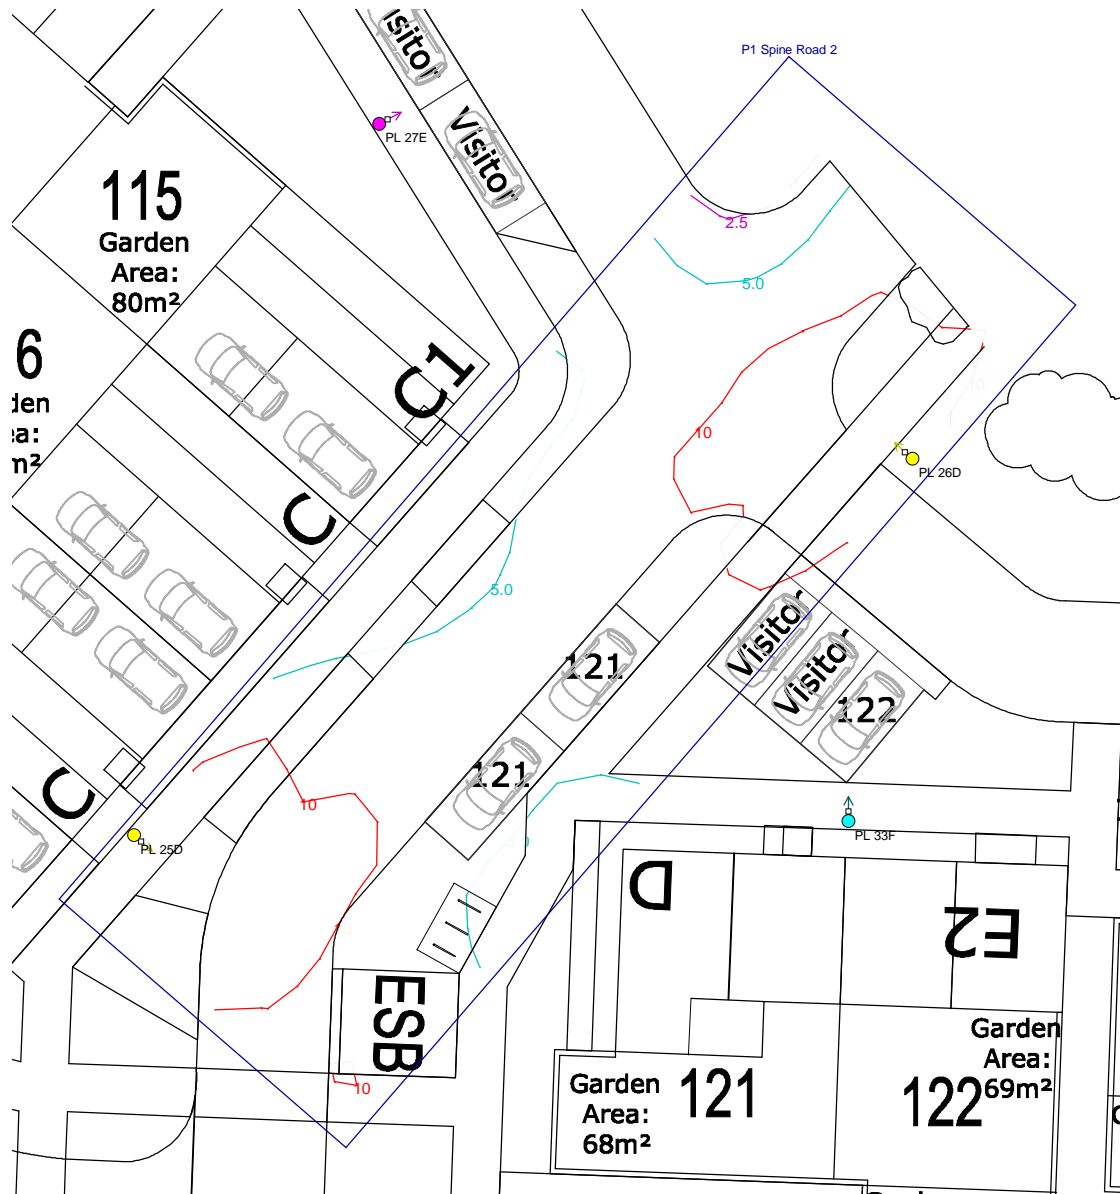 P1 Spine Road 2
Visitor
Visitor
PL 27E
115
Garden
Area:
80m²
2.5
5.0
6
den
ea:
m²
C1
10
10
PL 26D
C
5.0
Visitor
Visitor
121
122
121
C
10
5.0
PL 25D
PL 33F
D
E2
ESB
10
Garden
Area:
68m²
121
122
Garden
Area:
69m²